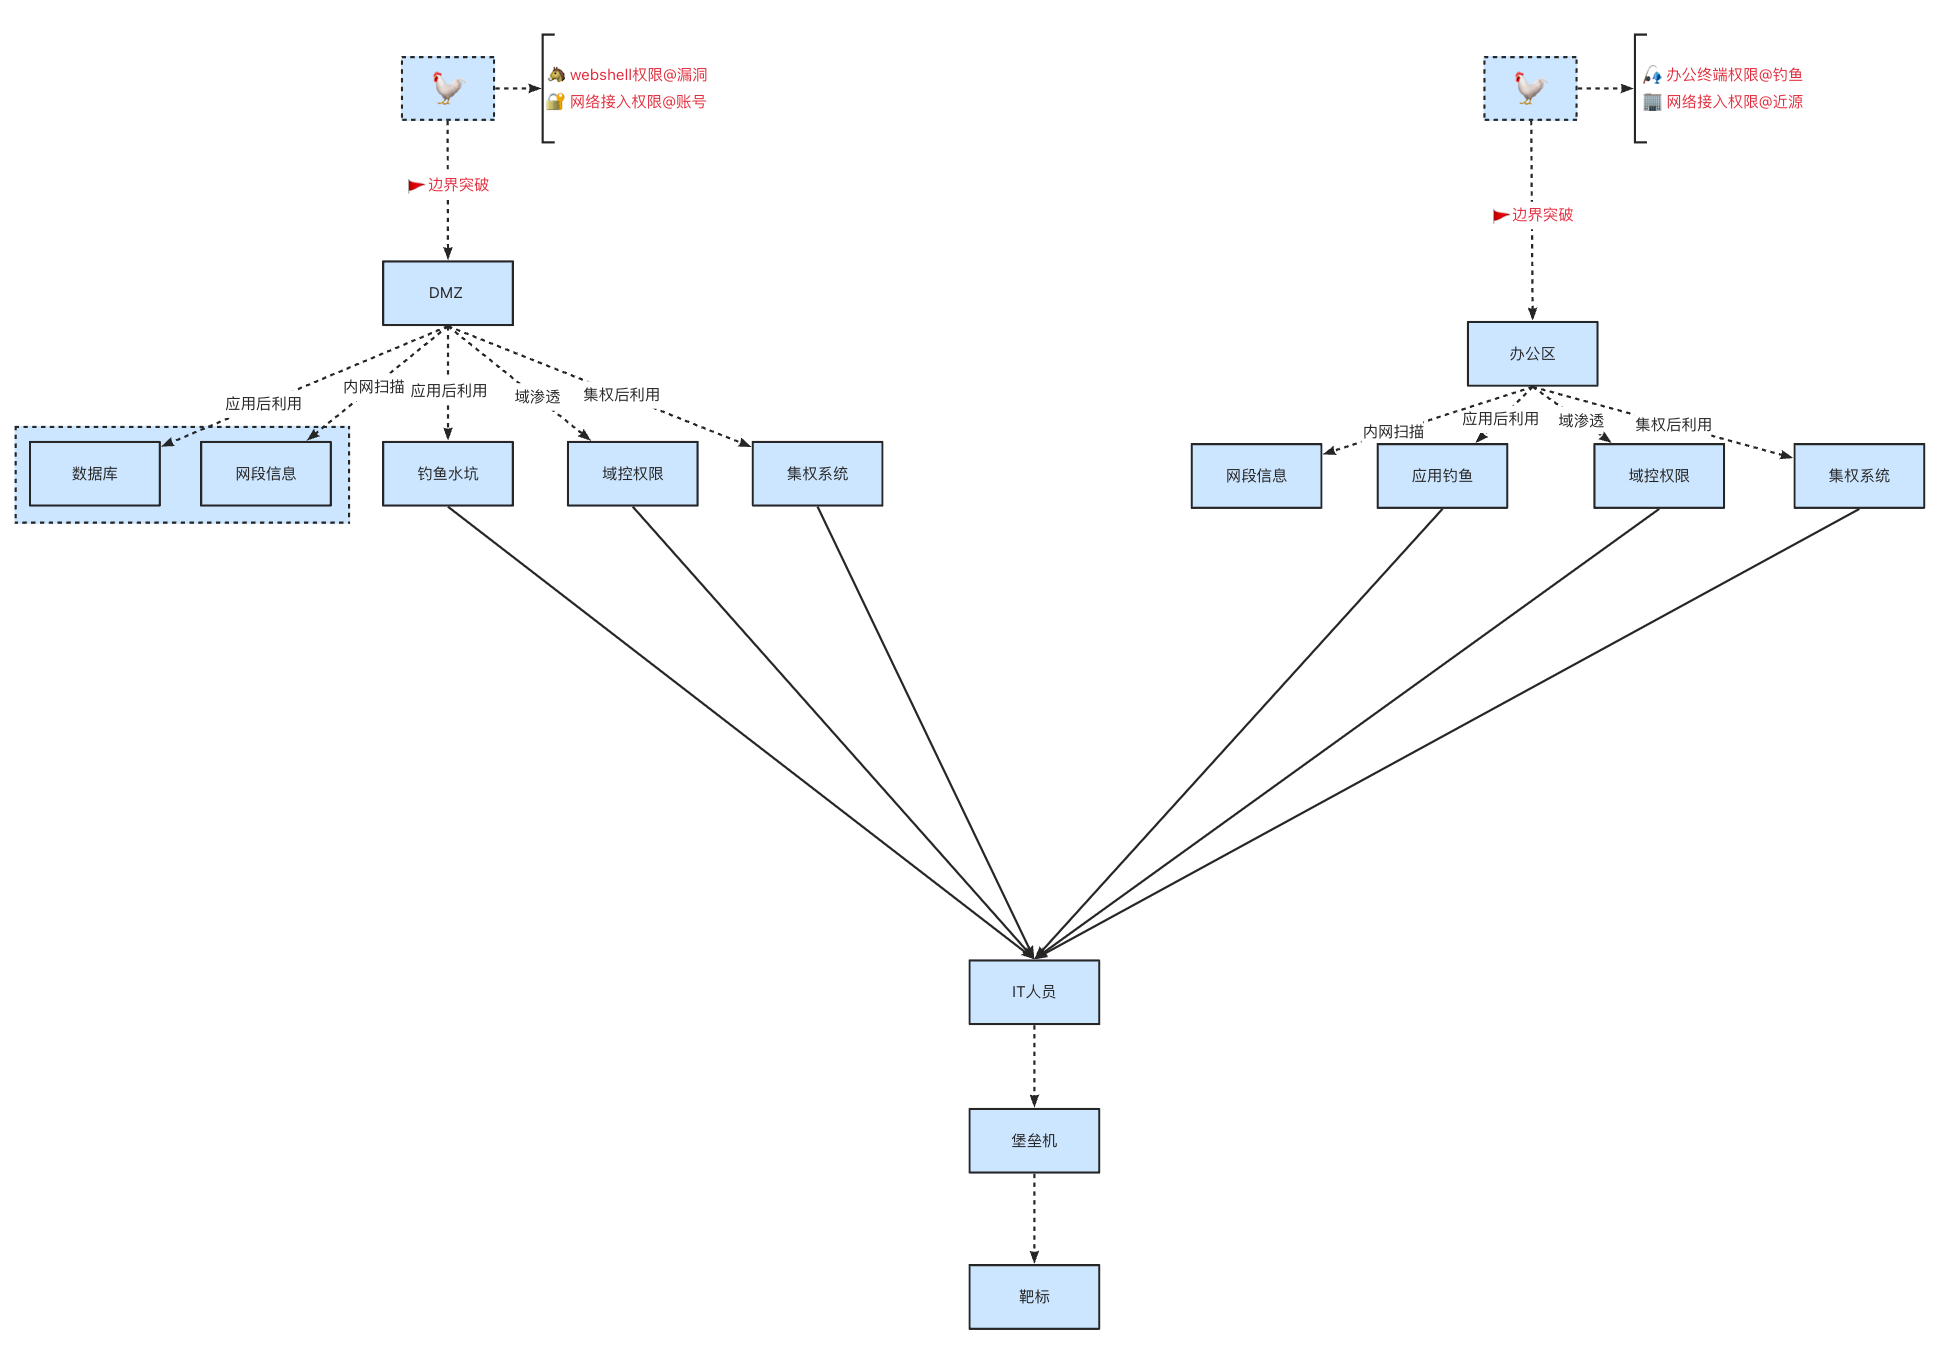 webshell权限@漏洞
网络接入权限@账号
办公终端权限@钓鱼
网络接入权限@近源
边界突破
边界突破
DMZ
办公区
应用后利用
内网扫描
应用后利用
域渗透
集权后利用
内网扫描
应用后利用
域渗透
集权后利用
数据库
网段信息
钓鱼水坑
域控权限
集权系统
网段信息
应用钓鱼
域控权限
集权系统
IT人员
堡垒机
靶标